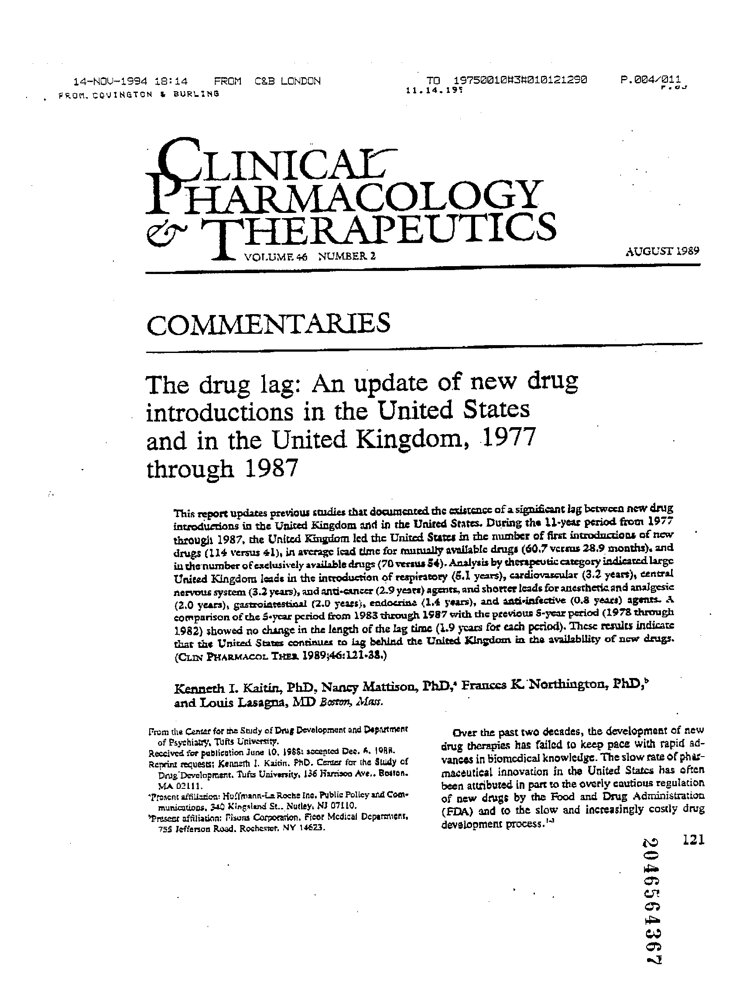 14-NOV-1994 18:14 FROM C&B LONDON TO 19750010#3#010121290 P.004/011
FROM. COVINGTON & BURLING 11.14.199
CLINICAL
PHARMACOLOGY
& THERAPEUTICS
VOLUME 46 NUMBER 2 AUGUST 1989
COMMENTARIES
The drug lag: An update of new drug
introductions in the United States
and in the United Kingdom, 1977
through 1987
This report updates previous studies that documented the existence of a significant lag between new drug
introductions in the United Kingdom and in the United States. During the 11-year period from 1977
through 1987, the United Kingdom led the United States in the number of first introductions of new
drugs (114 versus 41), in average lead time for mutually available drugs (60.7 versus 28.9 months), and
in the number of exclusively available drugs (70 versus 54). Analysis by therapeutic category indicated large
United Kingdom leads in the introduction of respiratory (5.1 years), cardiovascular (3.2 years), central
nervous system (3.2 years), and anti-cancer (2.9 years) agents, and shorter leads for anesthetic and analgesic
(2.0 years), gastrointestinal (2.0 years), endocrine (1.4 years), and anti-infective (0.8 years) agents. A
comparison of the 5-year period from 1983 through 1987 with the previous 5-year period (1978 through
1982) showed no change in the length of the lag time (1.9 years for each period). These results indicate
that the United States continues to lag behind the United Kingdom in the availability of new drugs.
(CLIN PHARMACOL THER 1989;46:121-38.)
Kenneth I. Kaitin, PhD, Nancy Mattison, PhD,ᵃ Frances K. Northington, PhD,ᵇ
and Louis Lasagna, MD Boston, Mass.
From the Center for the Study of Drug Development and Department
of Psychiatry, Tufts University.
Received for publication June 10, 1988; accepted Dec. 6, 1988.
Reprint requests: Kenneth I. Kaitin, PhD, Center for the Study of
Drug Development, Tufts University, 136 Harrison Ave., Boston,
MA 02111.
ᵃPresent affiliation: Hoffmann-La Roche Inc. Public Policy and Com-
munications, 340 Kingsland St., Nutley, NJ 07110.
ᵇPresent affiliation: Fisons Corporation, Fleor Medical Department,
755 Jefferson Road, Rochester, NY 14623.
Over the past two decades, the development of new
drug therapies has failed to keep pace with rapid ad-
vances in biomedical knowledge. The slow rate of phar-
maceutical innovation in the United States has often
been attributed in part to the overly cautious regulation
of new drugs by the Food and Drug Administration
(FDA) and to the slow and increasingly costly drug
development process.¹⁻³
121
2046564367